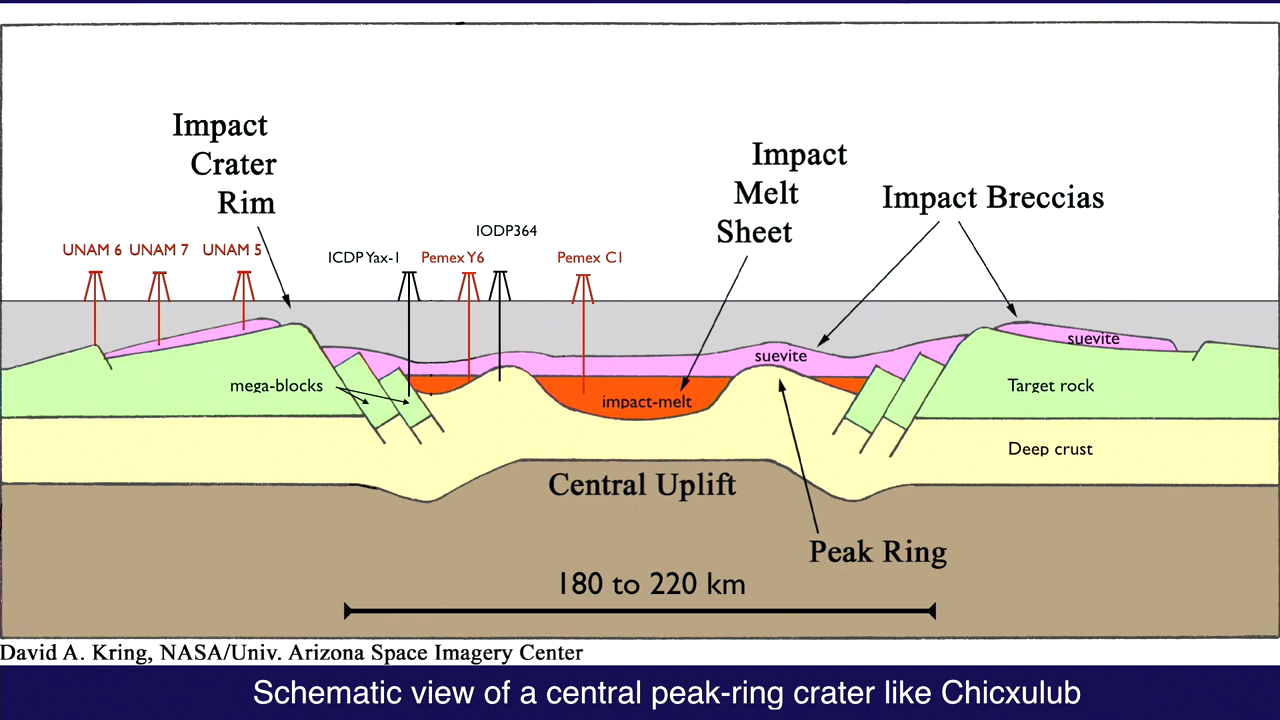 Impact
Crater
Rim
Impact
Melt
Sheet
Impact Breccias
UNAM 6
UNAM 7
UNAM 5
ICDP Yax-1
Pemex Y6
IODP364
Pemex C1
suevite
suevite
mega-blocks
impact-melt
Target rock
Deep crust
Central Uplift
Peak Ring
180 to 220 km
David A. Kring, NASA/Univ. Arizona Space Imagery Center
Schematic view of a central peak-ring crater like Chicxulub